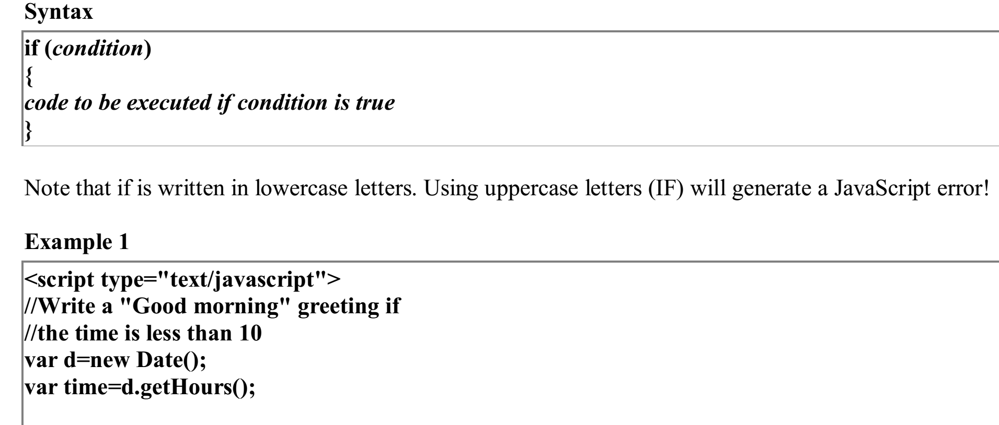 Syntax
if (condition)
{
code to be executed if condition is true
}
Note that if is written in lowercase letters. Using uppercase letters (IF) will generate a JavaScript error!
Example 1
<script type="text/javascript">
//Write a "Good morning" greeting if
//the time is less than 10
var d=new Date();
var time=d.getHours();